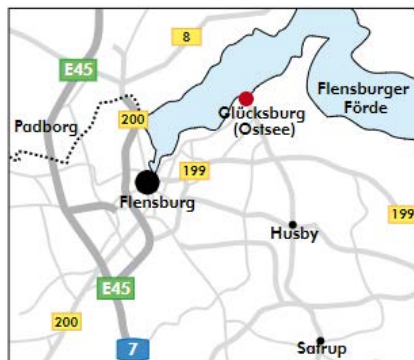 8
E45
Flensburger
Förde
Padborg
200
Glücksburg
(Ostsee)
199
Flensburg
199
Husby
E45
200
7
Satrup